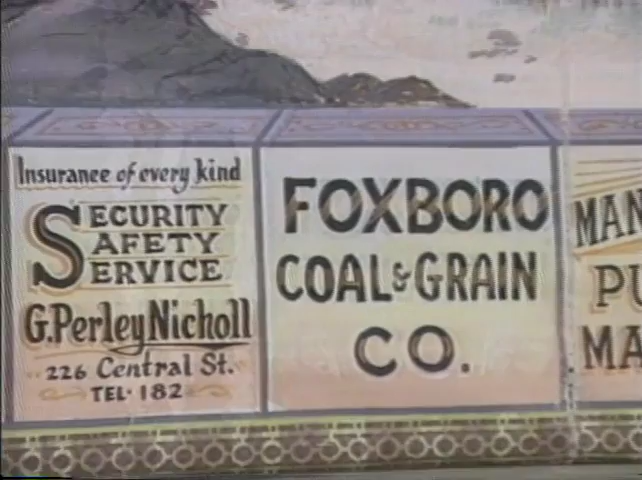 Insurance of every kind
SECURITY
SAFETY
SERVICE
G. Perley Nicholl
226 Central St.
TEL. 182
FOXBORO
COAL & GRAIN
CO.